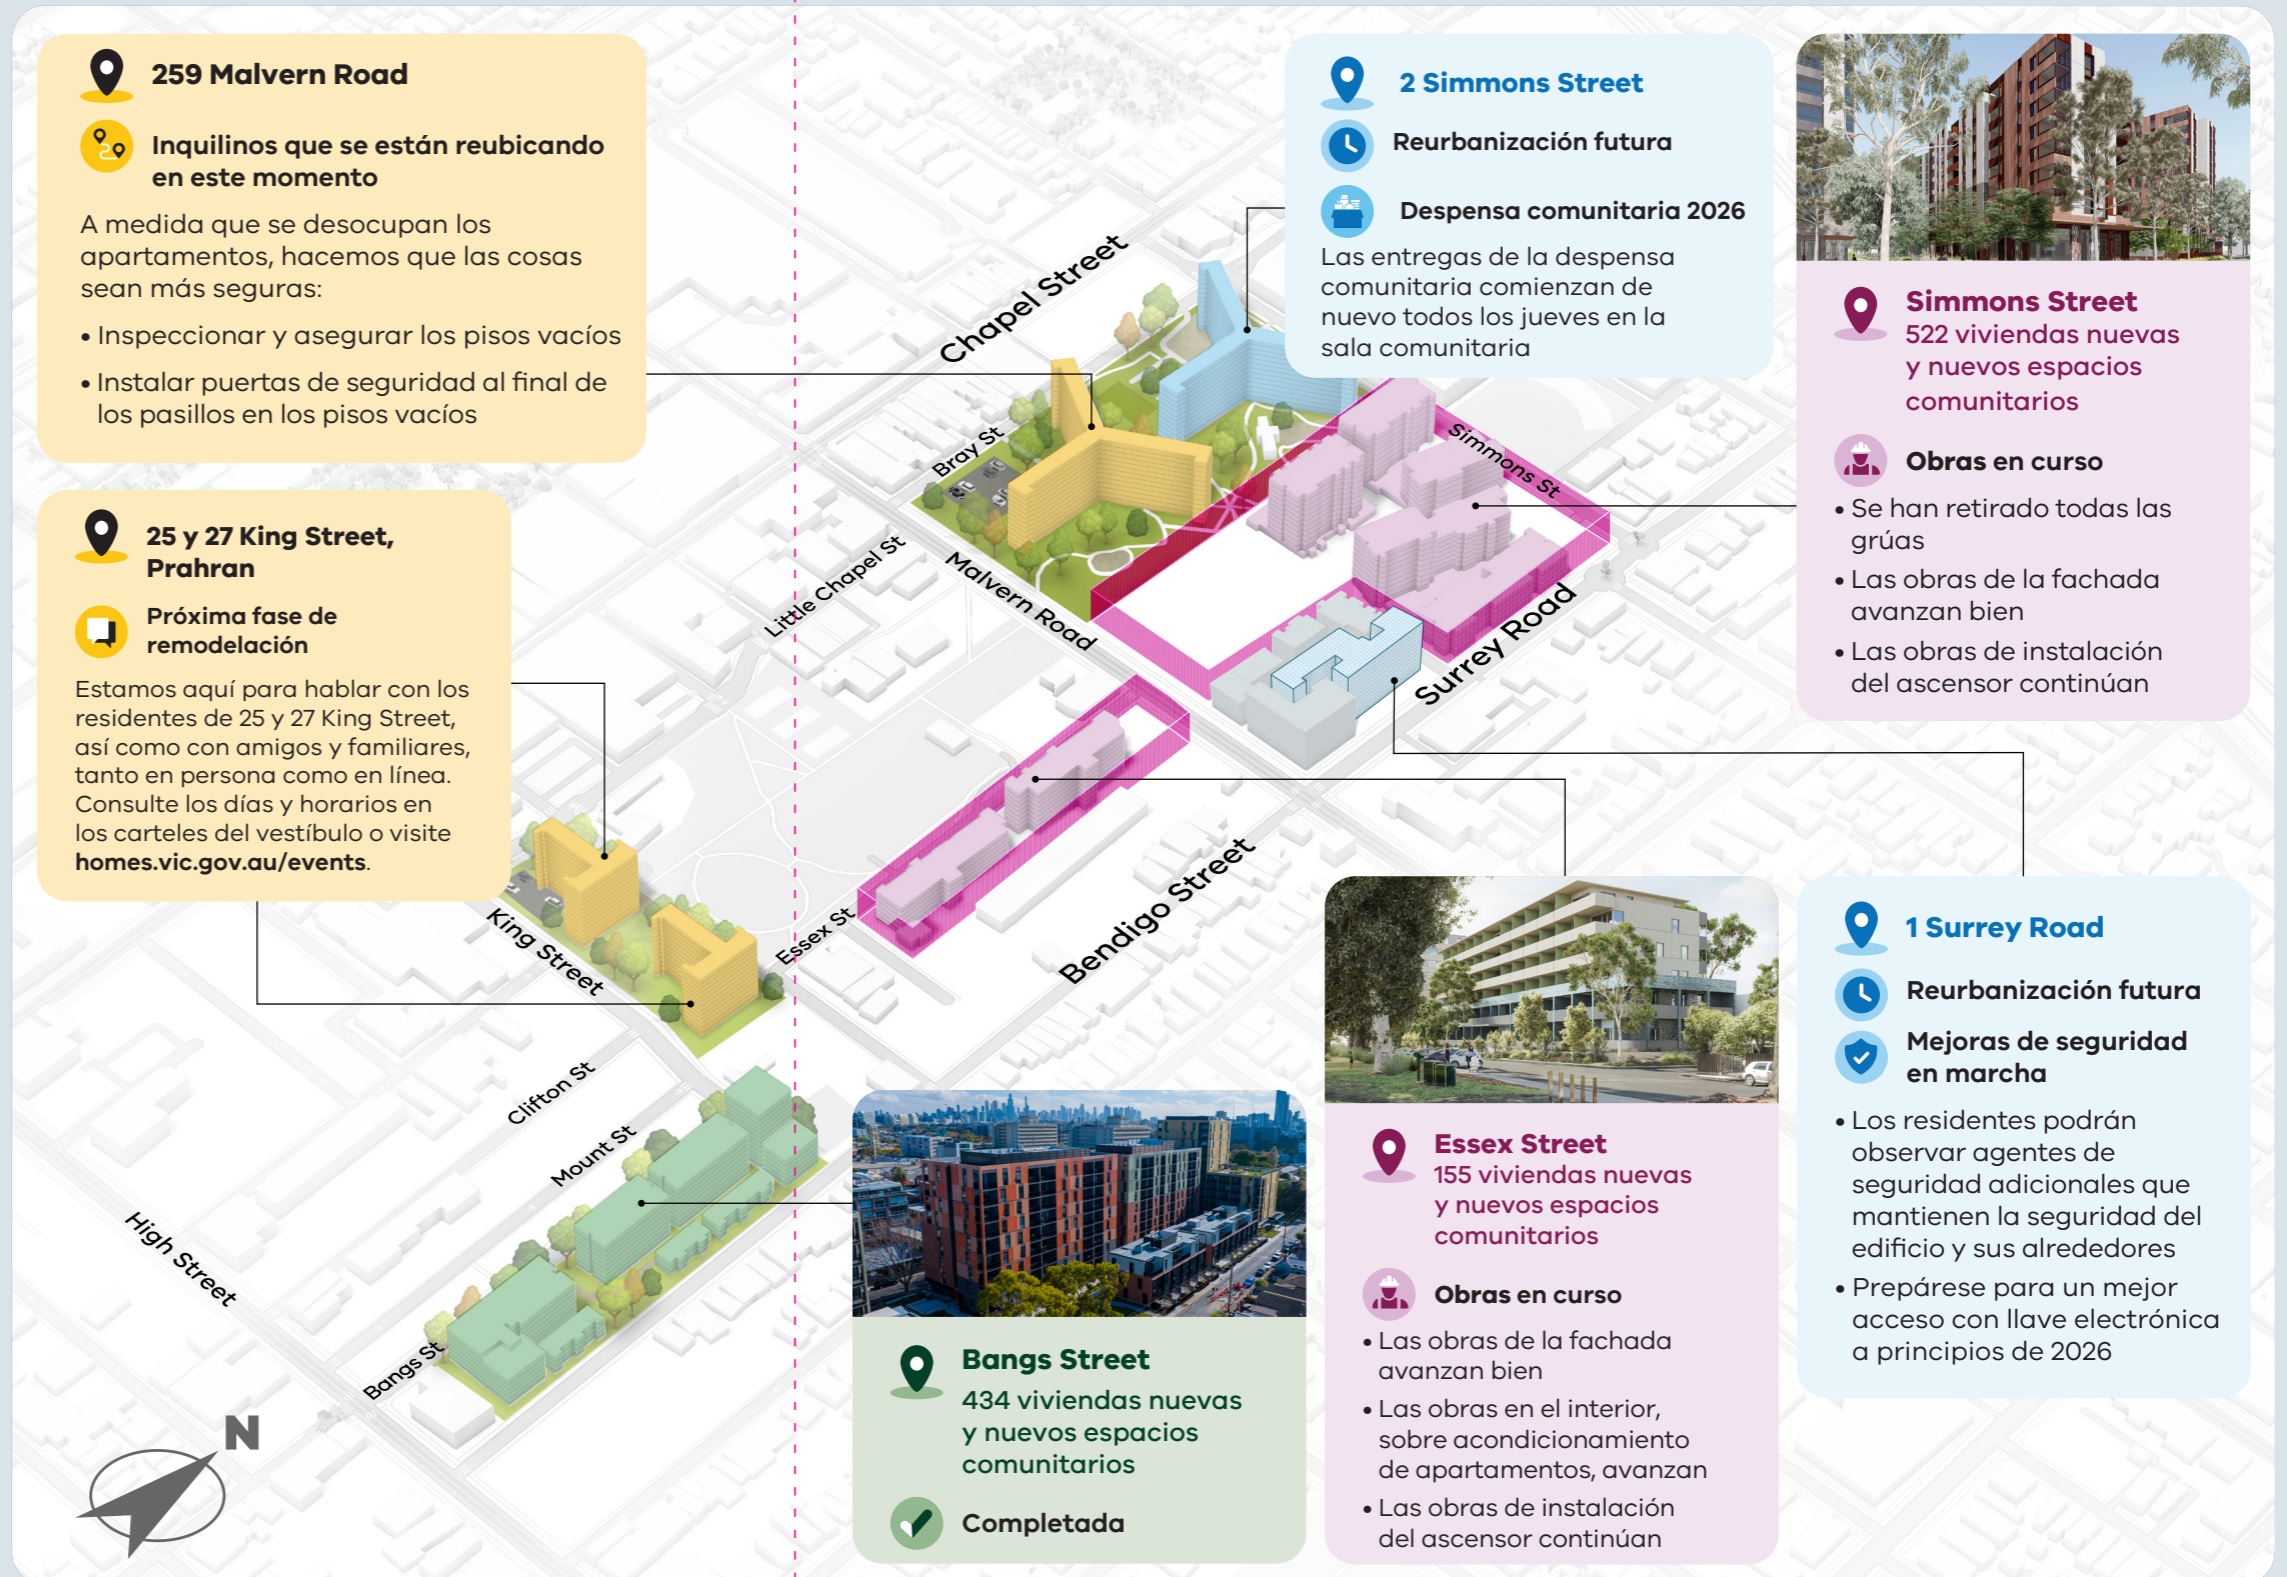 259 Malvern Road
Inquilinos que se están reubicando
en este momento
A medida que se desocupan los
apartamentos, hacemos que las cosas
sean más seguras:
• Inspeccionar y asegurar los pisos vacíos
• Instalar puertas de seguridad al final de
los pasillos en los pisos vacíos
25 y 27 King Street,
Prahran
Próxima fase de
remodelación
Estamos aquí para hablar con los
residentes de 25 y 27 King Street,
así como con amigos y familiares,
tanto en persona como en línea.
Consulte los días y horarios en
los carteles del vestíbulo o visite
homes.vic.gov.au/events.
2 Simmons Street
Reurbanización futura
Despensa comunitaria 2026
Las entregas de la despensa
comunitaria comienzan de
nuevo todos los jueves en la
sala comunitaria
Simmons Street
522 viviendas nuevas
y nuevos espacios
comunitarios
Obras en curso
• Se han retirado todas las
grúas
• Las obras de la fachada
avanzan bien
• Las obras de instalación
del ascensor continúan
Chapel Street
Bray St
Simmons St
Little Chapel St
Malvern Road
Surrey Road
Bendigo Street
Essex St
King Street
Clifton St
Mount St
High Street
Bangs St
N
Bangs Street
434 viviendas nuevas
y nuevos espacios
comunitarios
Completada
Essex Street
155 viviendas nuevas
y nuevos espacios
comunitarios
Obras en curso
• Las obras de la fachada
avanzan bien
• Las obras en el interior,
sobre acondicionamiento
de apartamentos, avanzan
• Las obras de instalación
del ascensor continúan
1 Surrey Road
Reurbanización futura
Mejoras de seguridad
en marcha
• Los residentes podrán
observar agentes de
seguridad adicionales que
mantienen la seguridad del
edificio y sus alrededores
• Prepárese para un mejor
acceso con llave electrónica
a principios de 2026